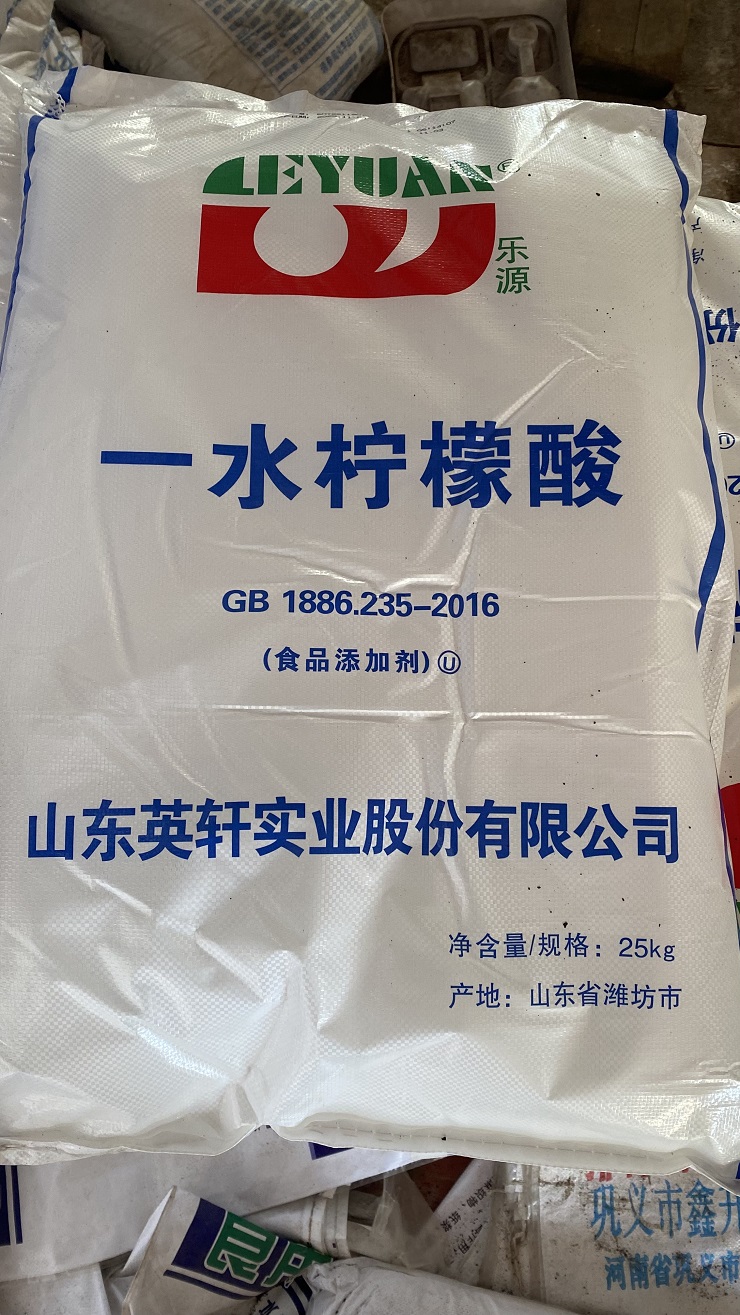 LEYUAN®
乐源
一水柠檬酸
GB 1886.235-2016
(食品添加剂)Ⓤ
山东英轩实业股份有限公司
净含量/规格：25kg
产地：山东省潍坊市
巩义市鑫
河南省巩义市